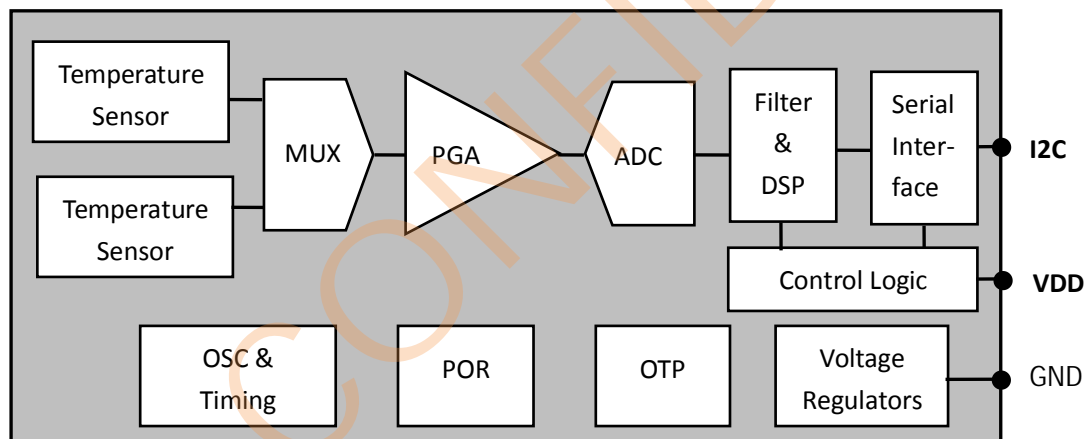 Temperature
Sensor
Temperature
Sensor
MUX
PGA
ADC
Filter
&
DSP
Serial
Inter-
face
I2C
Control Logic
VDD
OSC &
Timing
POR
OTP
Voltage
Regulators
GND
CONFID